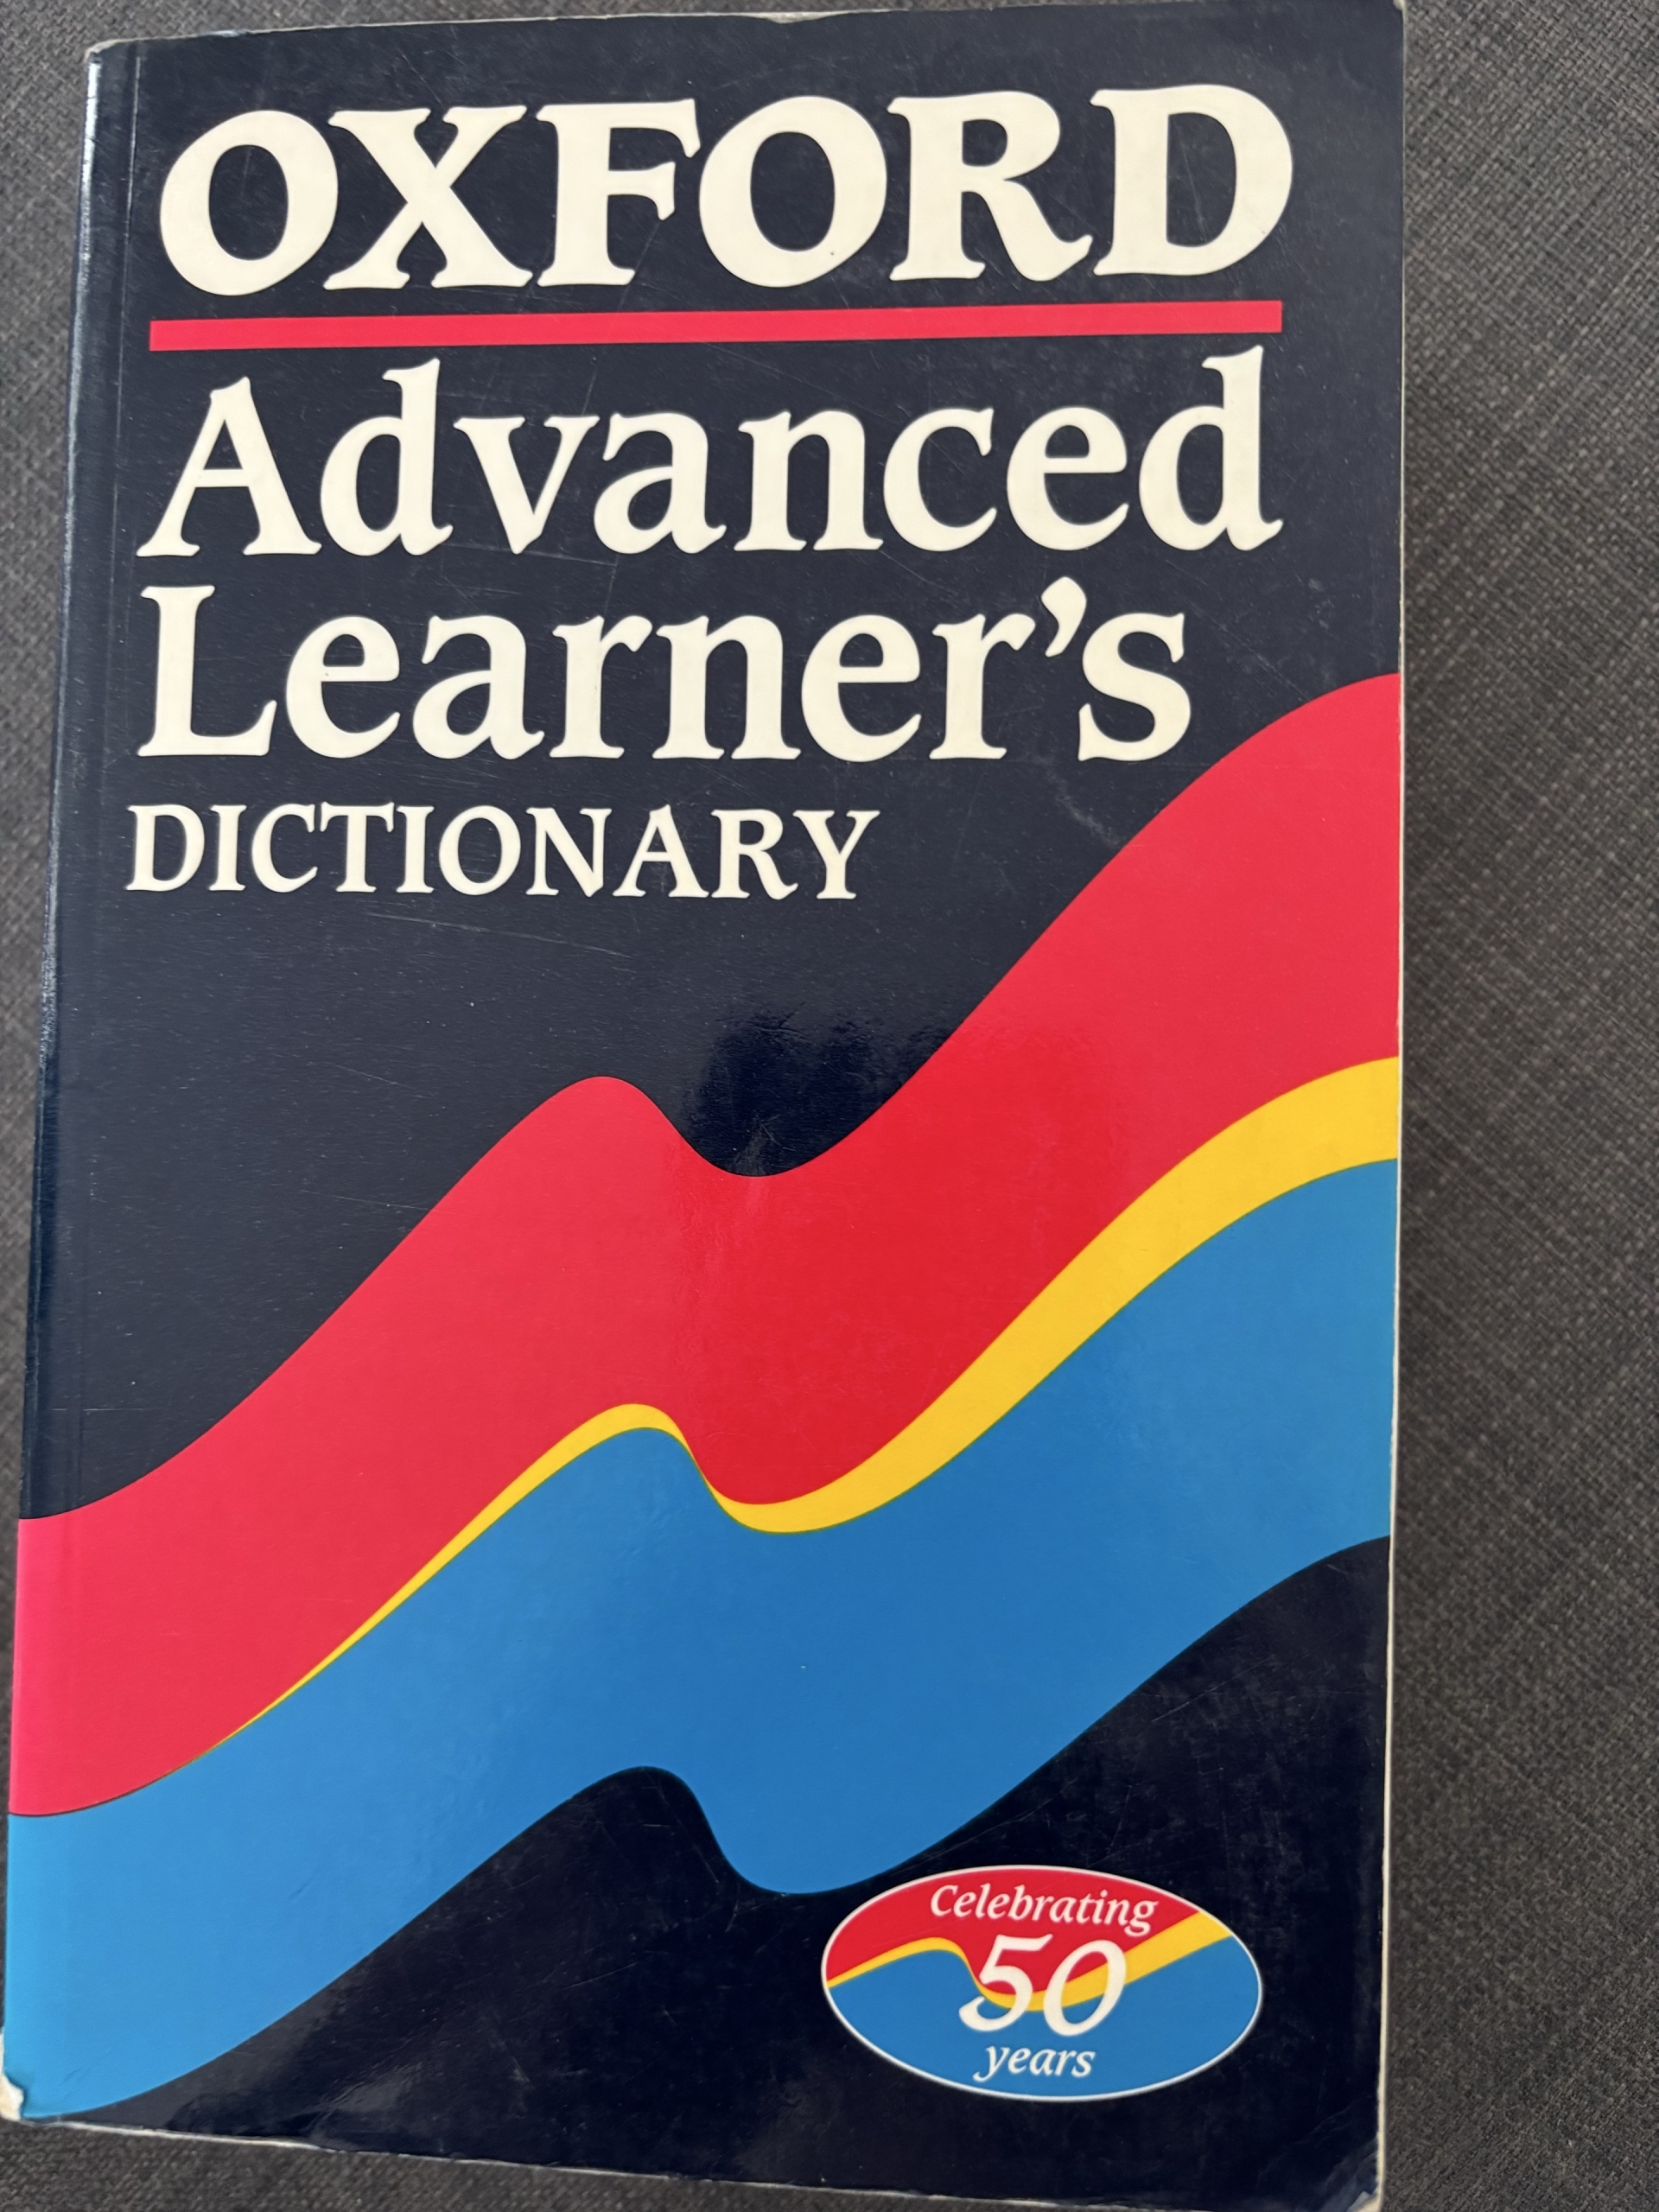 OXFORD
Advanced
Learner’s
DICTIONARY
Celebrating
50
years